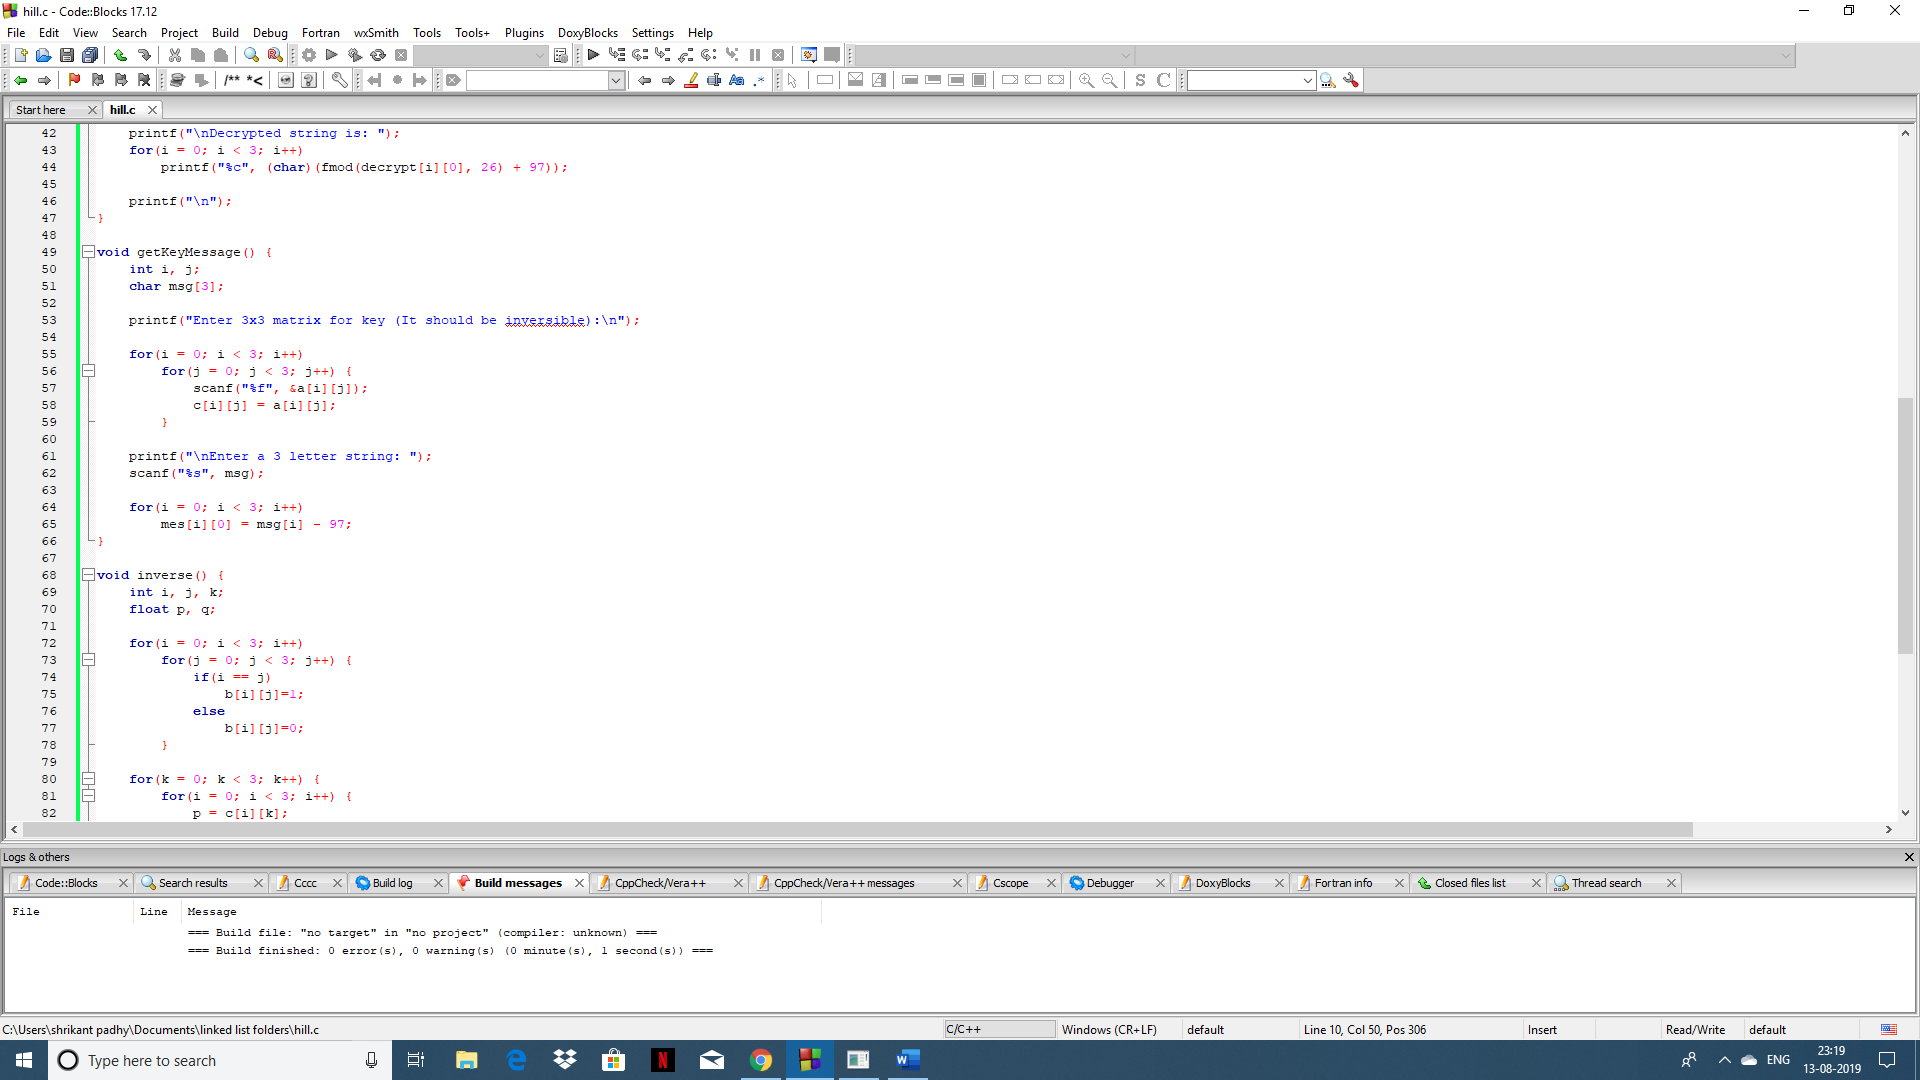 hill.c - Code::Blocks 17.12
File Edit View Search Project Build Debug Fortran wxSmith Tools Tools+ Plugins DoxyBlocks Settings Help
/** *<
Aa .*
S C
Start here hill.c
42 printf("\nDecrypted string is: ");
43 for(i = 0; i < 3; i++)
44 printf("%c", (char)(fmod(decrypt[i][0], 26) + 97));
45
46 printf("\n");
47 }
48
49 void getKeyMessage() {
50 int i, j;
51 char msg[3];
52
53 printf("Enter 3x3 matrix for key (It should be inversible):\n");
54
55 for(i = 0; i < 3; i++)
56 for(j = 0; j < 3; j++) {
57 scanf("%f", &a[i][j]);
58 c[i][j] = a[i][j];
59 }
60
61 printf("\nEnter a 3 letter string: ");
62 scanf("%s", msg);
63
64 for(i = 0; i < 3; i++)
65 mes[i][0] = msg[i] - 97;
66 }
67
68 void inverse() {
69 int i, j, k;
70 float p, q;
71
72 for(i = 0; i < 3; i++)
73 for(j = 0; j < 3; j++) {
74 if(i == j)
75 b[i][j]=1;
76 else
77 b[i][j]=0;
78 }
79
80 for(k = 0; k < 3; k++) {
81 for(i = 0; i < 3; i++) {
82 p = c[i][k];
Logs & others
Code::Blocks Search results Cccc Build log Build messages CppCheck/Vera++ CppCheck/Vera++ messages Cscope Debugger DoxyBlocks Fortran info Closed files list Thread search
File Line Message
=== Build file: "no target" in "no project" (compiler: unknown) ===
=== Build finished: 0 error(s), 0 warning(s) (0 minute(s), 1 second(s)) ===
C:\Users\shrikant padhy\Documents\linked list folders\hill.c C/C++ Windows (CR+LF) default Line 10, Col 50, Pos 306 Insert Read/Write default
Type here to search ENG 23:19
13-08-2019